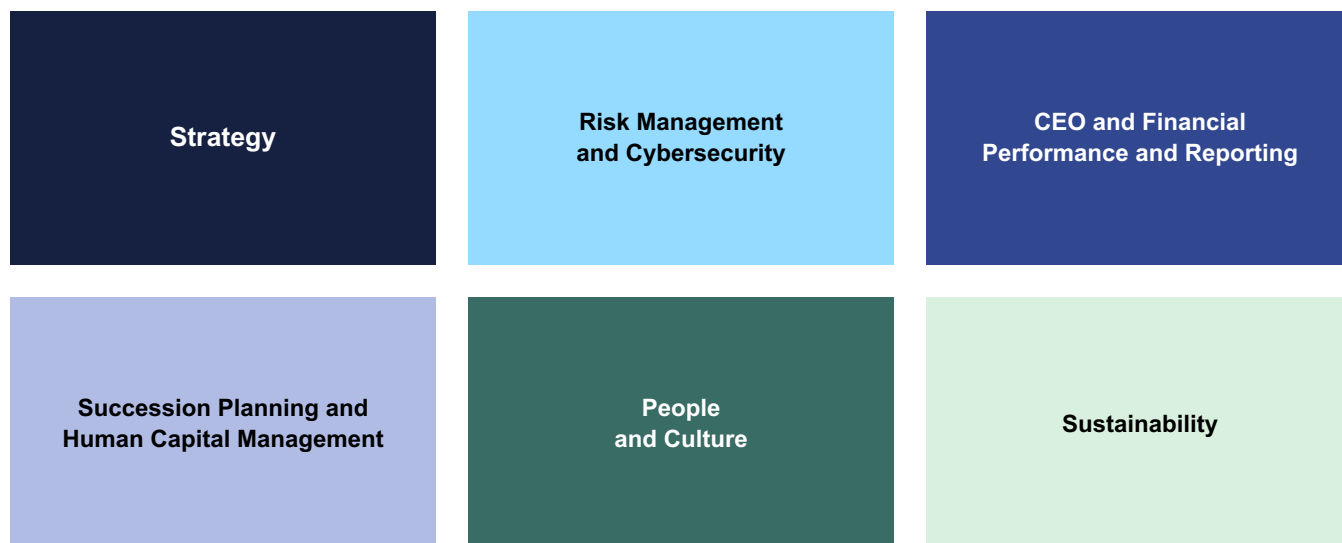 Strategy
Risk Management
and Cybersecurity
CEO and Financial
Performance and Reporting
Succession Planning and
Human Capital Management
People
and Culture
Sustainability